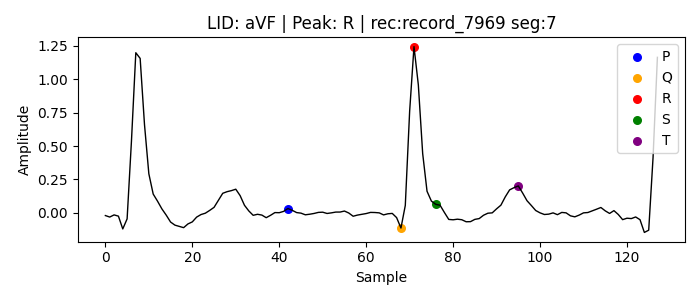 LID: aVF | Peak: R | rec:record_7969 seg:7
1.25
1.00
0.75
0.50
0.25
0.00
Amplitude
P
Q
R
S
T
0 20 40 60 80 100 120
Sample